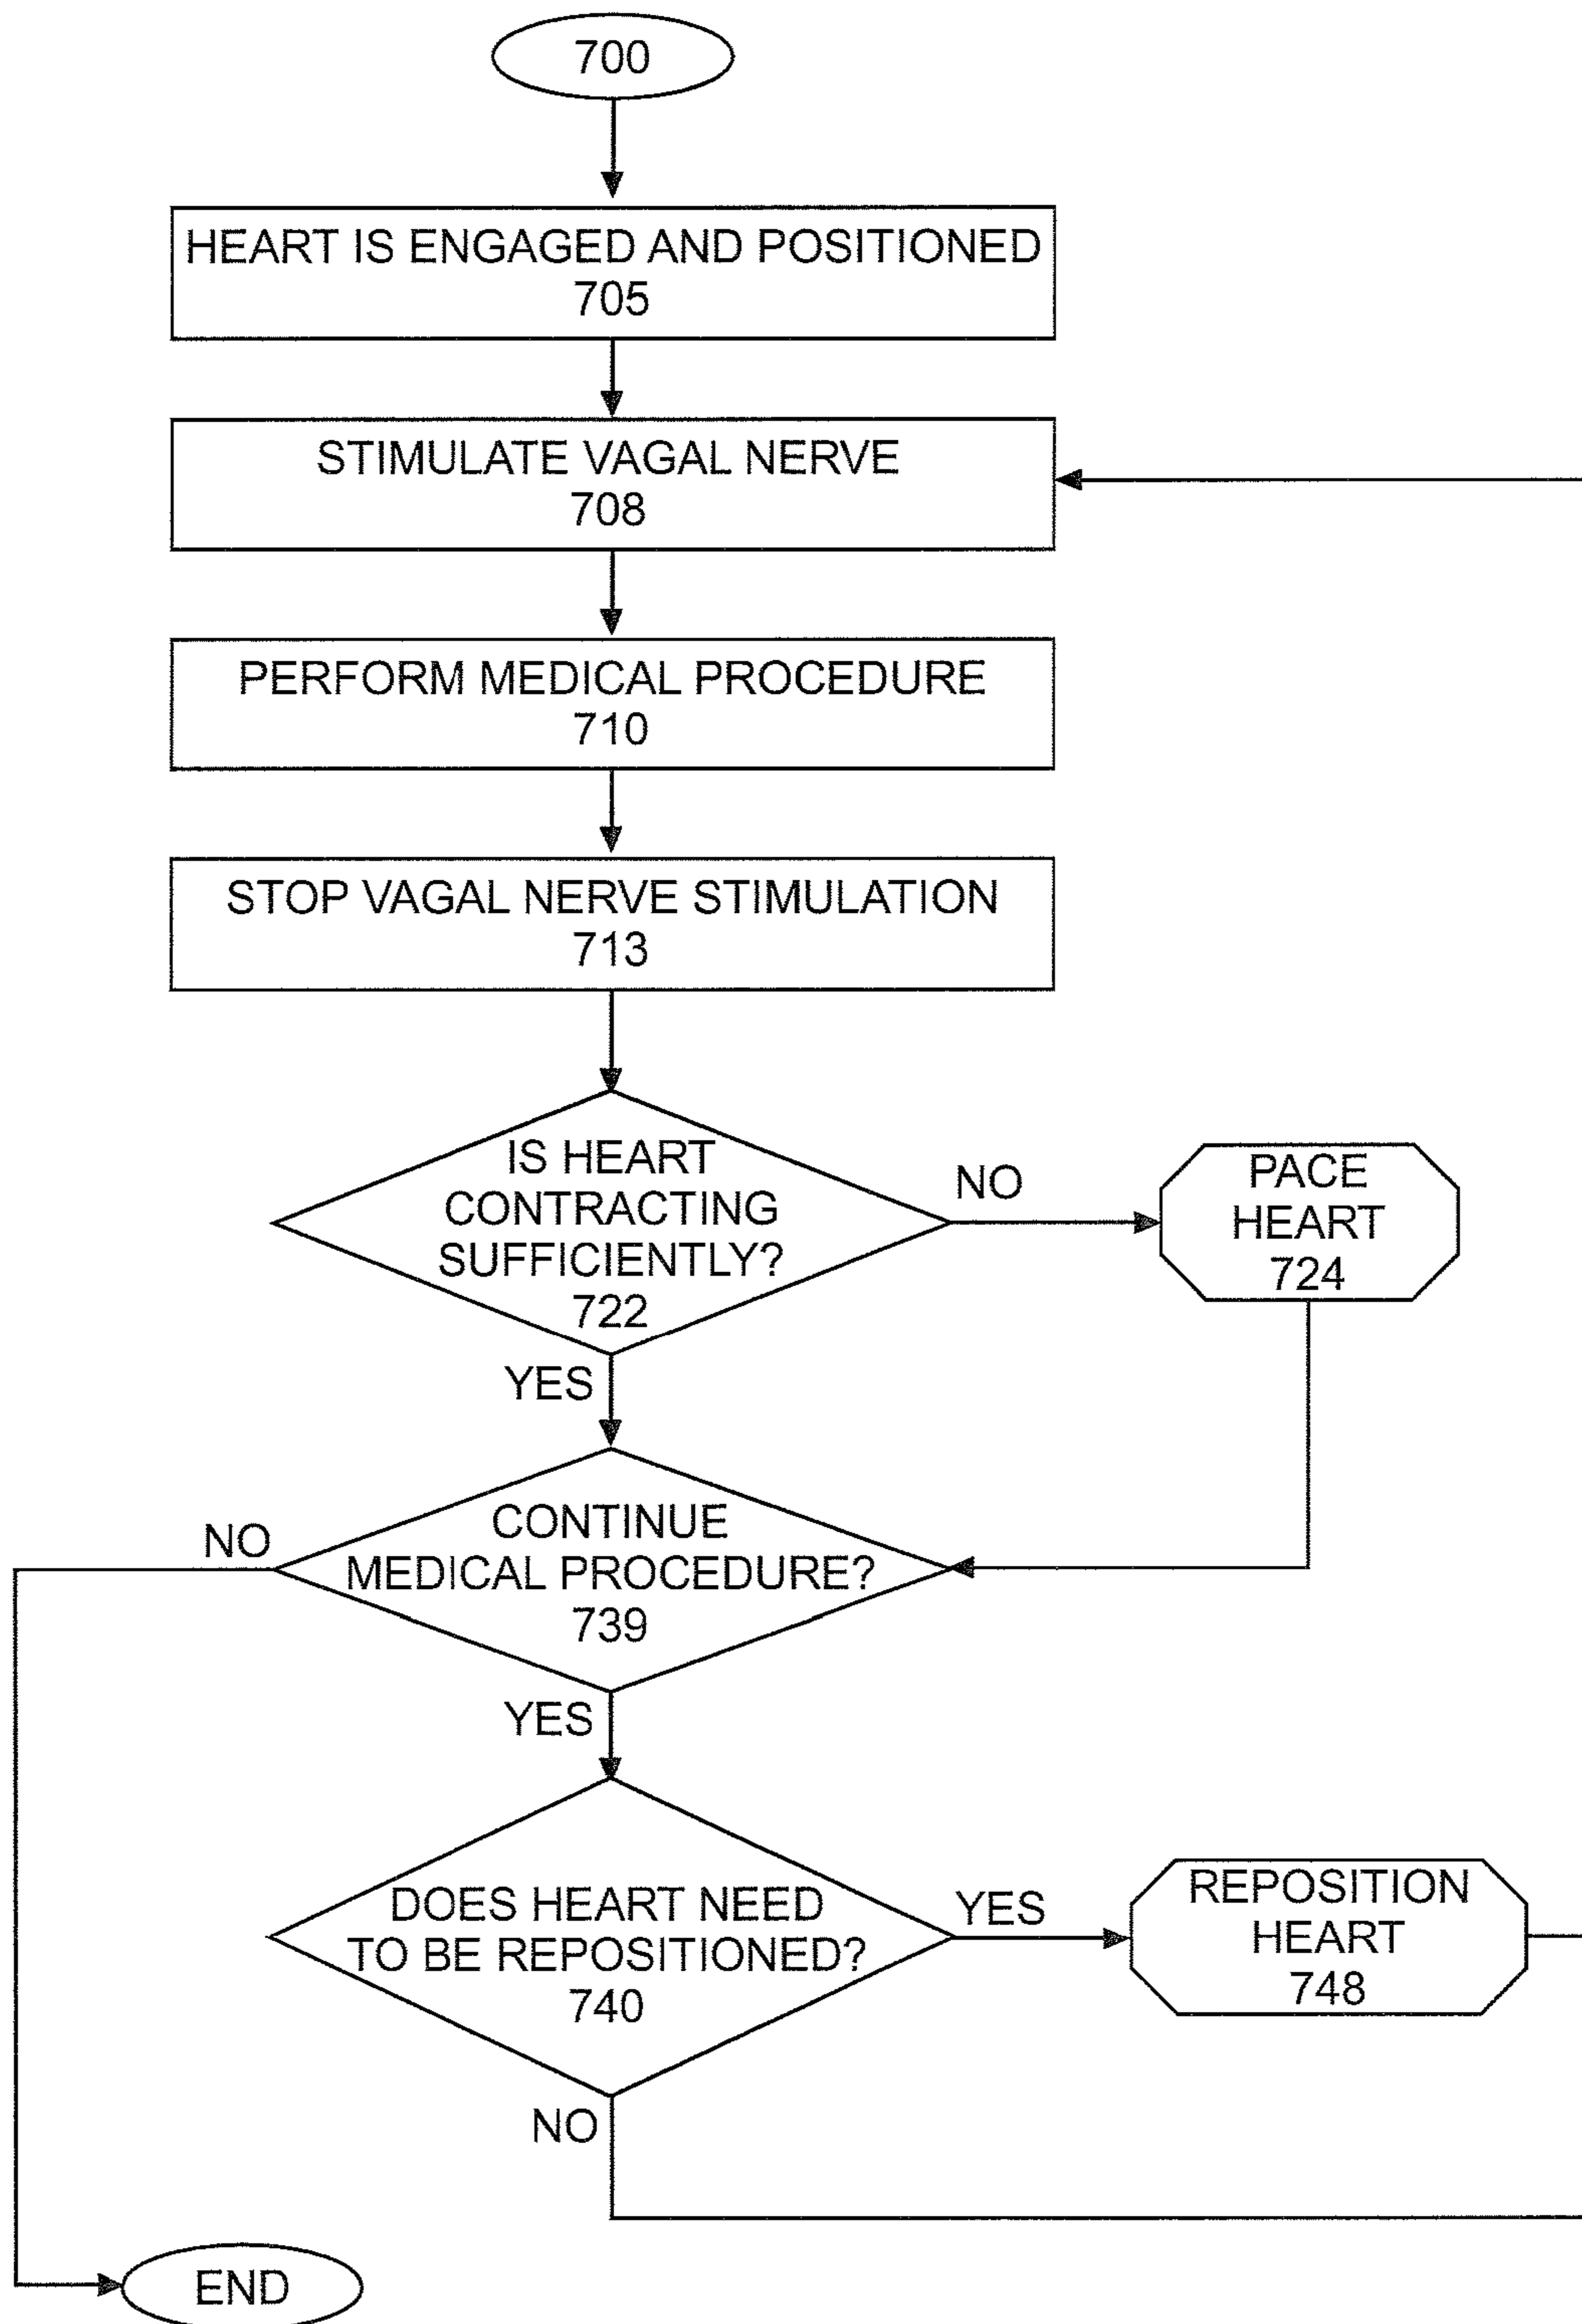 700
HEART IS ENGAGED AND POSITIONED
705
STIMULATE VAGAL NERVE
708
PERFORM MEDICAL PROCEDURE
710
STOP VAGAL NERVE STIMULATION
713
IS HEART
CONTRACTING
SUFFICIENTLY?
722
NO
PACE
HEART
724
YES
CONTINUE
MEDICAL PROCEDURE?
739
NO
YES
DOES HEART NEED
TO BE REPOSITIONED?
740
YES
REPOSITION
HEART
748
NO
END